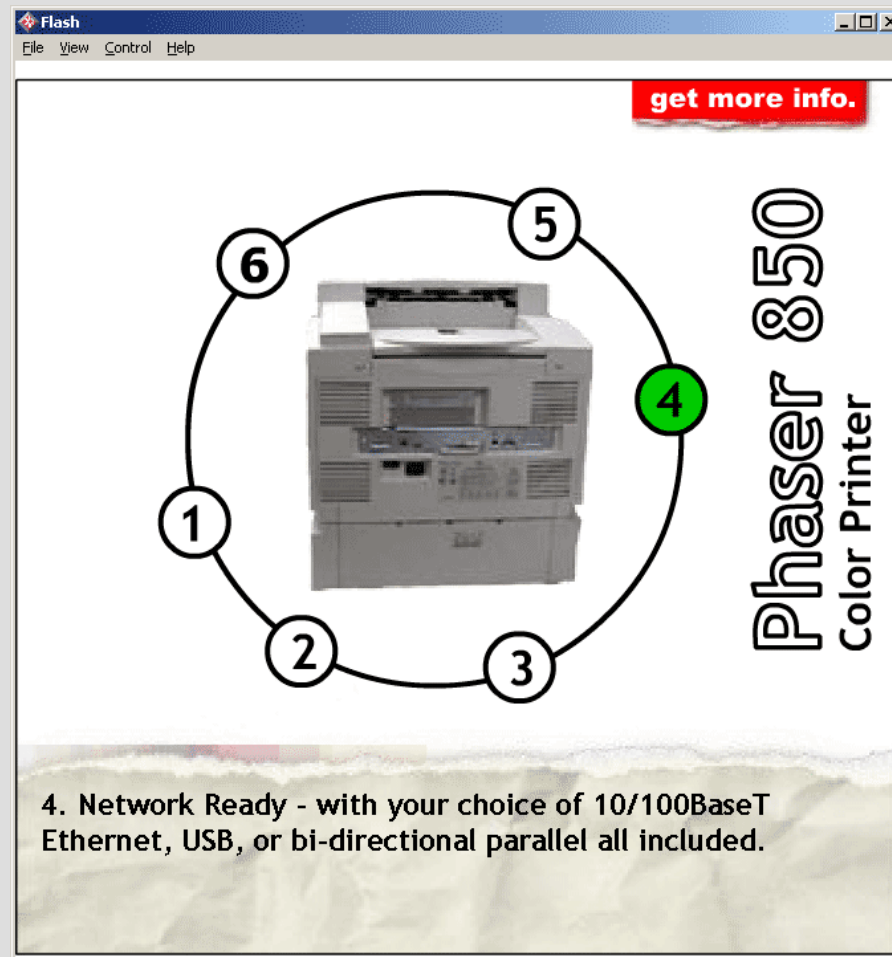 Flash
File View Control Help
get more info.
5
6
4
1
2
3
Phaser 850
Color Printer
4. Network Ready - with your choice of 10/100BaseT
Ethernet, USB, or bi-directional parallel all included.